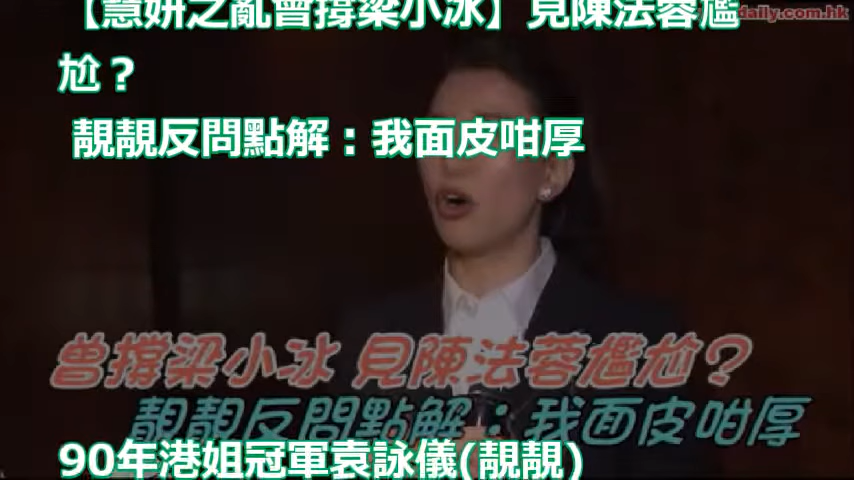 【慧妍之亂曾撐梁小冰】見陳法蓉尷
daily.com.hk
尬？
靚靚反問點解：我面皮咁厚
曾撐梁小冰 見陳法蓉尷尬？
靚靚反問點解：我面皮咁厚
90年港姐冠軍袁詠儀(靚靚)